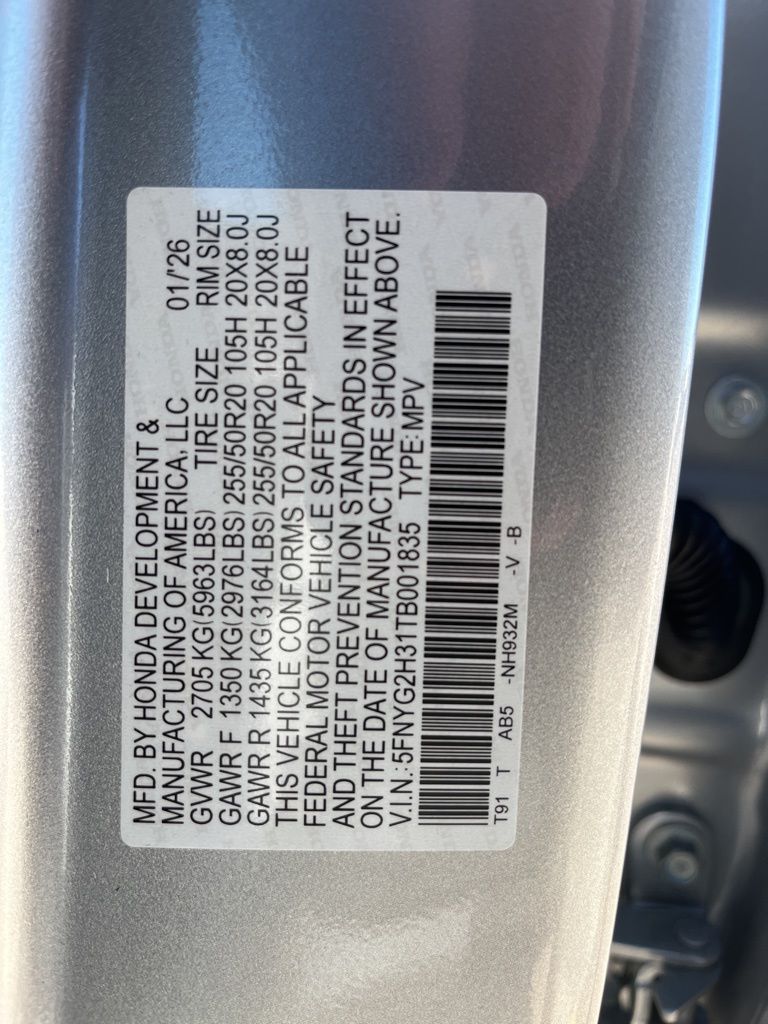 MFD. BY HONDA DEVELOPMENT &
MANUFACTURING OF AMERICA, LLC 01/'26
GVWR 2705 KG(5963LBS) TIRE SIZE RIM SIZE
GAWR F 1350 KG(2976LBS) 255/50R20 105H 20X8.0J
GAWR R 1435 KG(3164LBS) 255/50R20 105H 20X8.0J
THIS VEHICLE CONFORMS TO ALL APPLICABLE
FEDERAL MOTOR VEHICLE SAFETY
AND THEFT PREVENTION STANDARDS IN EFFECT
ON THE DATE OF MANUFACTURE SHOWN ABOVE.
V.I.N.:5FNYG2H31TB001835 TYPE:MPV
T91 T AB5 -NH932M -V -B